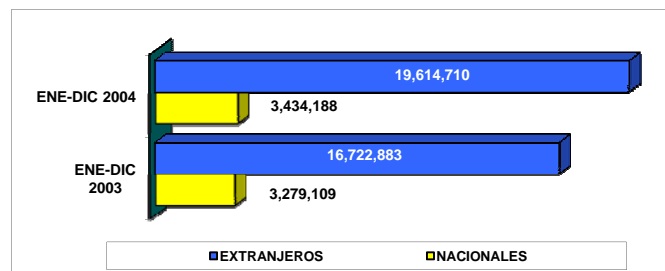 19,614,710
ENE-DIC 2004
3,434,188
16,722,883
ENE-DIC
2003
3,279,109
EXTRANJEROS NACIONALES